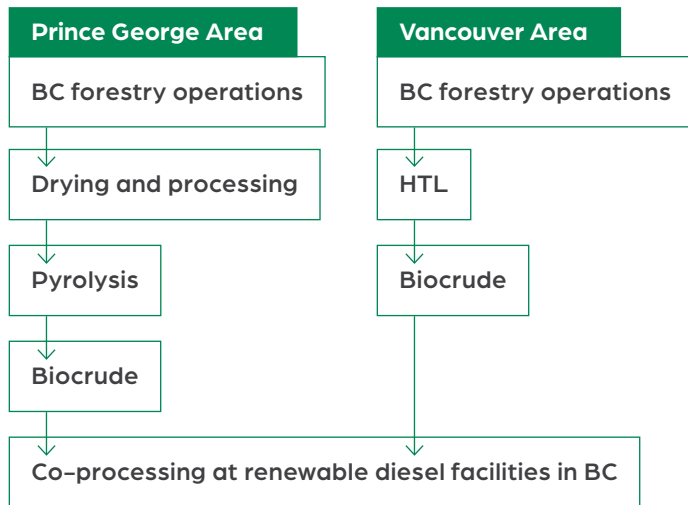 Prince George Area
BC forestry operations
Drying and processing
Pyrolysis
Biocrude
Vancouver Area
BC forestry operations
HTL
Biocrude
Co-processing at renewable diesel facilities in BC